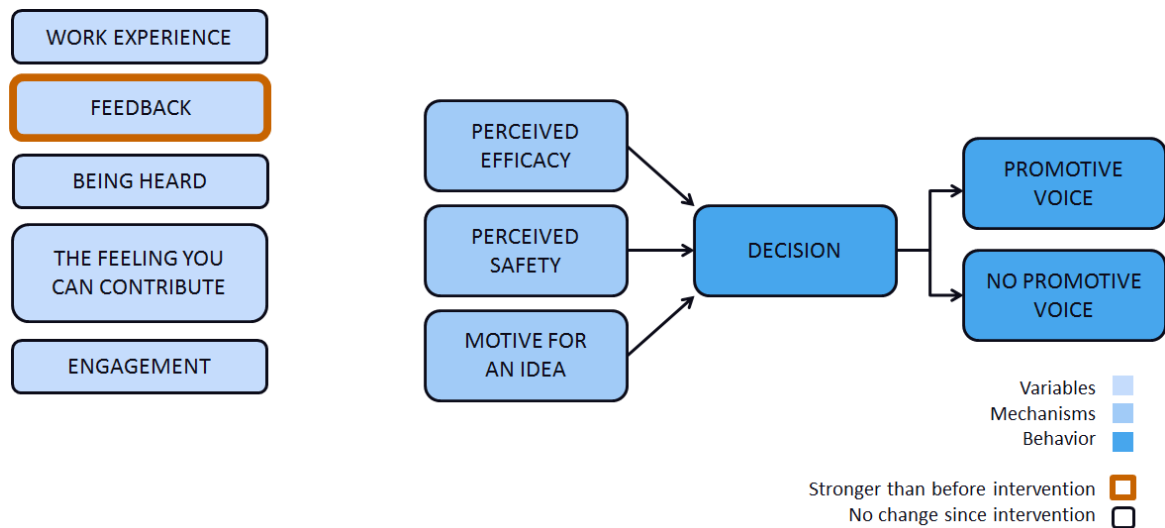 WORK EXPERIENCE
FEEDBACK
BEING HEARD
THE FEELING YOU
CAN CONTRIBUTE
ENGAGEMENT
PERCEIVED
EFFICACY
PERCEIVED
SAFETY
MOTIVE FOR
AN IDEA
DECISION
PROMOTIVE
VOICE
NO PROMOTIVE
VOICE
Variables
Mechanisms
Behavior
Stronger than before intervention
No change since intervention